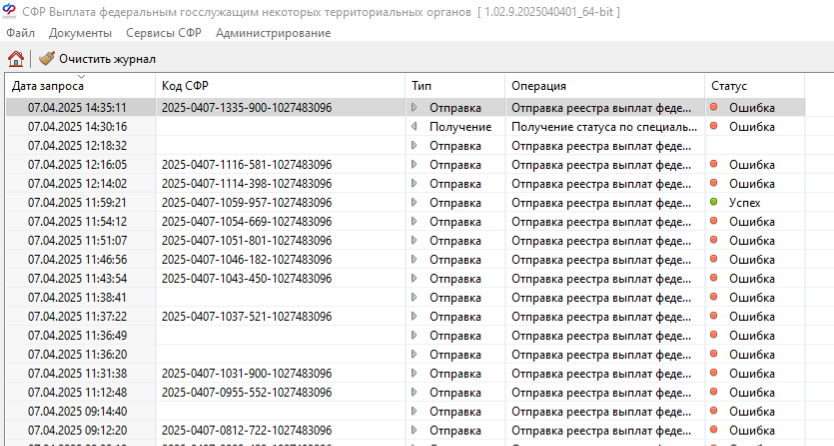 СФР Выплата федеральным госслужащим некоторых территориальных органов [ 1.02.9.2025040401_64-bit ]
Файл Документы Сервисы СФР Администрирование
Очистить журнал
Дата запроса Код СФР Тип Операция Статус
07.04.2025 14:35:11 2025-0407-1335-900-1027483096 Отправка Отправка реестра выплат феде... Ошибка
07.04.2025 14:30:16 Получение Получение статуса по специаль... Ошибка
07.04.2025 12:18:32 Отправка Отправка реестра выплат феде...
07.04.2025 12:16:05 2025-0407-1116-581-1027483096 Отправка Отправка реестра выплат феде... Ошибка
07.04.2025 12:14:02 2025-0407-1114-398-1027483096 Отправка Отправка реестра выплат феде... Ошибка
07.04.2025 11:59:21 2025-0407-1059-957-1027483096 Отправка Отправка реестра выплат феде... Успех
07.04.2025 11:54:12 2025-0407-1054-669-1027483096 Отправка Отправка реестра выплат феде... Ошибка
07.04.2025 11:51:07 2025-0407-1051-801-1027483096 Отправка Отправка реестра выплат феде... Ошибка
07.04.2025 11:46:56 2025-0407-1046-182-1027483096 Отправка Отправка реестра выплат феде... Ошибка
07.04.2025 11:43:54 2025-0407-1043-450-1027483096 Отправка Отправка реестра выплат феде... Ошибка
07.04.2025 11:38:41 Отправка Отправка реестра выплат феде... Ошибка
07.04.2025 11:37:22 2025-0407-1037-521-1027483096 Отправка Отправка реестра выплат феде... Ошибка
07.04.2025 11:36:49 Отправка Отправка реестра выплат феде... Ошибка
07.04.2025 11:36:20 Отправка Отправка реестра выплат феде... Ошибка
07.04.2025 11:31:38 2025-0407-1031-900-1027483096 Отправка Отправка реестра выплат феде... Ошибка
07.04.2025 11:12:48 2025-0407-0955-552-1027483096 Отправка Отправка реестра выплат феде... Ошибка
07.04.2025 09:14:40 Отправка Отправка реестра выплат феде... Ошибка
07.04.2025 09:12:20 2025-0407-0812-722-1027483096 Отправка Отправка реестра выплат феде... Ошибка